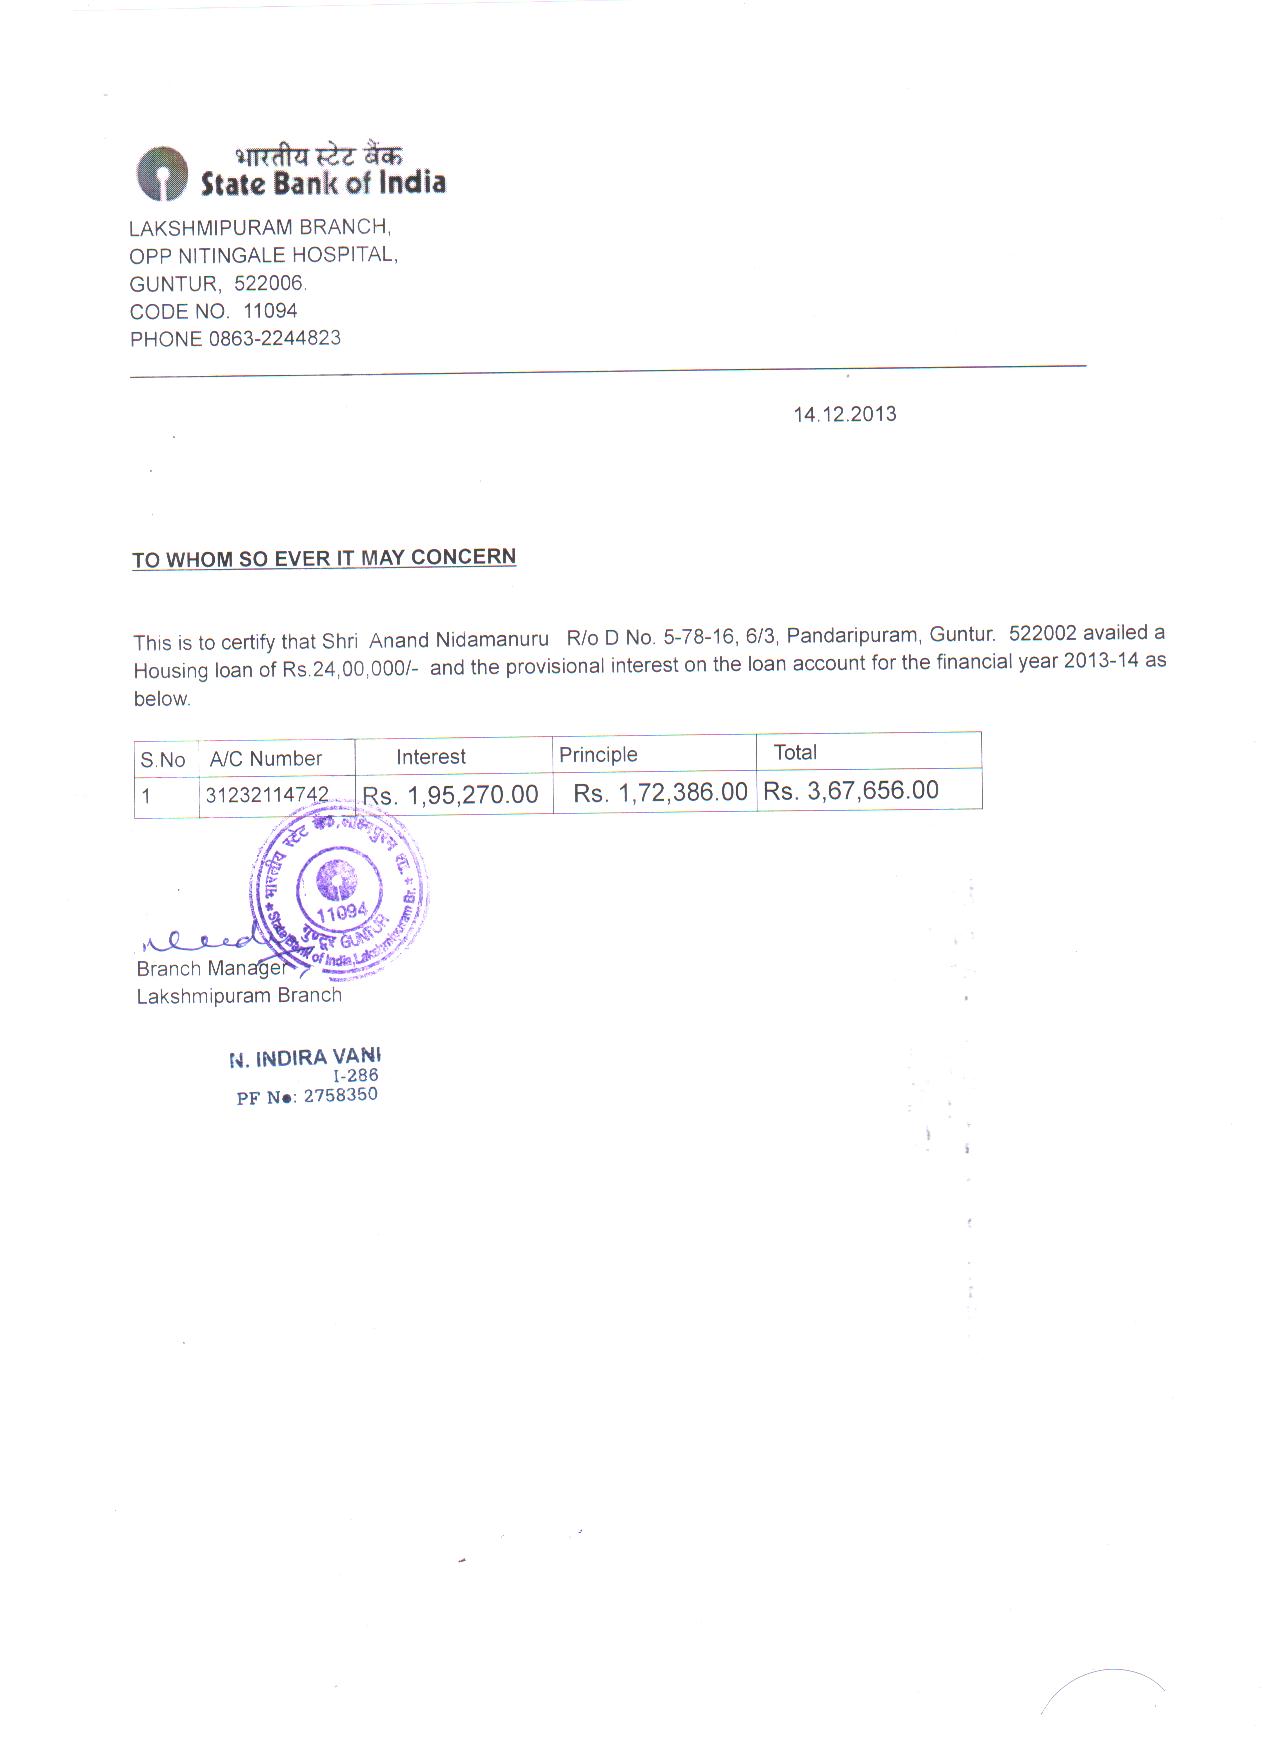 भारतीय स्टेट बैंक
State Bank of India
LAKSHMIPURAM BRANCH,
OPP NITINGALE HOSPITAL,
GUNTUR, 522006.
CODE NO. 11094
PHONE 0863-2244823
14.12.2013
TO WHOM SO EVER IT MAY CONCERN
This is to certify that Shri Anand Nidamanuru R/o D No. 5-78-16, 6/3, Pandaripuram, Guntur. 522002 availed a
Housing loan of Rs.24,00,000/- and the provisional interest on the loan account for the financial year 2013-14 as
below.
S.No A/C Number Interest Principle Total
1 31232114742 Rs. 1,95,270.00 Rs. 1,72,386.00 Rs. 3,67,656.00
भारतीय स्टेट बैंक, लक्ष्मीपुरम शा.
11094
गुण्टूर GUNTUR
State Bank of India, Lakshmipuram Br.
Branch Manager
Lakshmipuram Branch
N. INDIRA VANI
I-286
PF No: 2758350